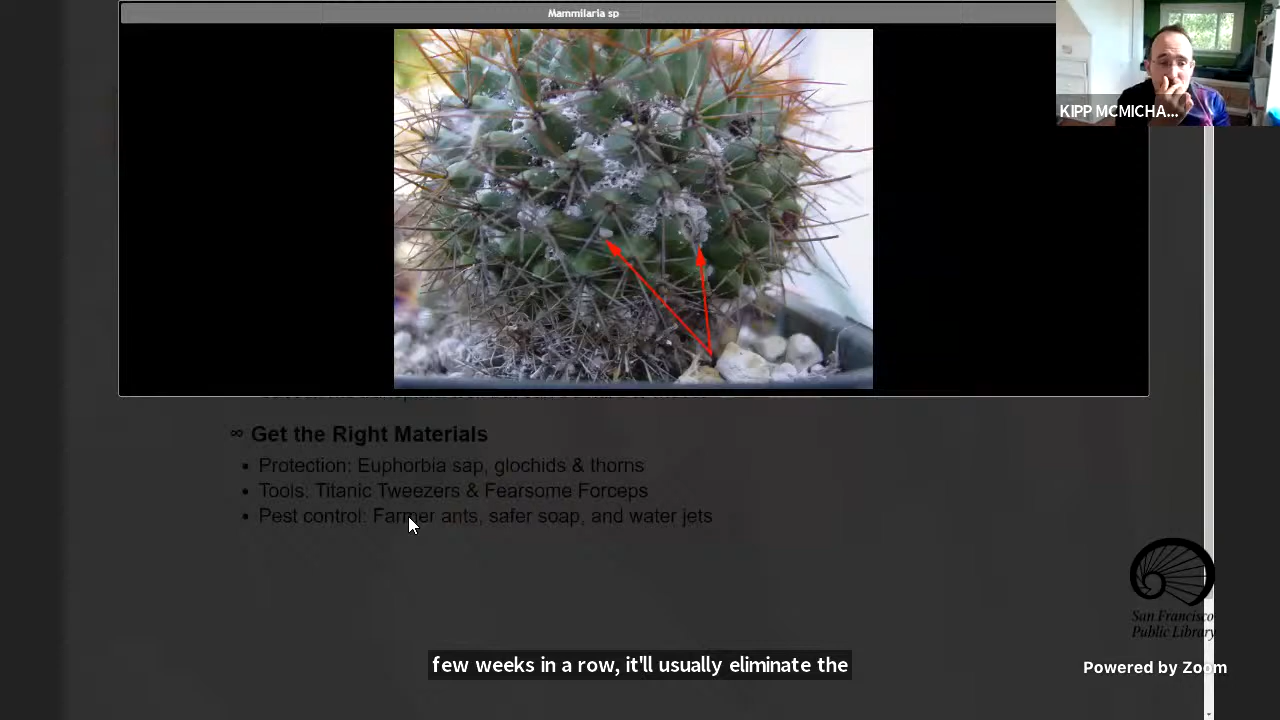 Mammilaria sp
KIPP MCMICHA...
∞ Get the Right Materials
• Protection: Euphorbia sap, glochids & thorns
• Tools: Titanic Tweezers & Fearsome Forceps
• Pest control: Farmer ants, safer soap, and water jets
San Francisco
Public Library
few weeks in a row, it'll usually eliminate the
Powered by Zoom